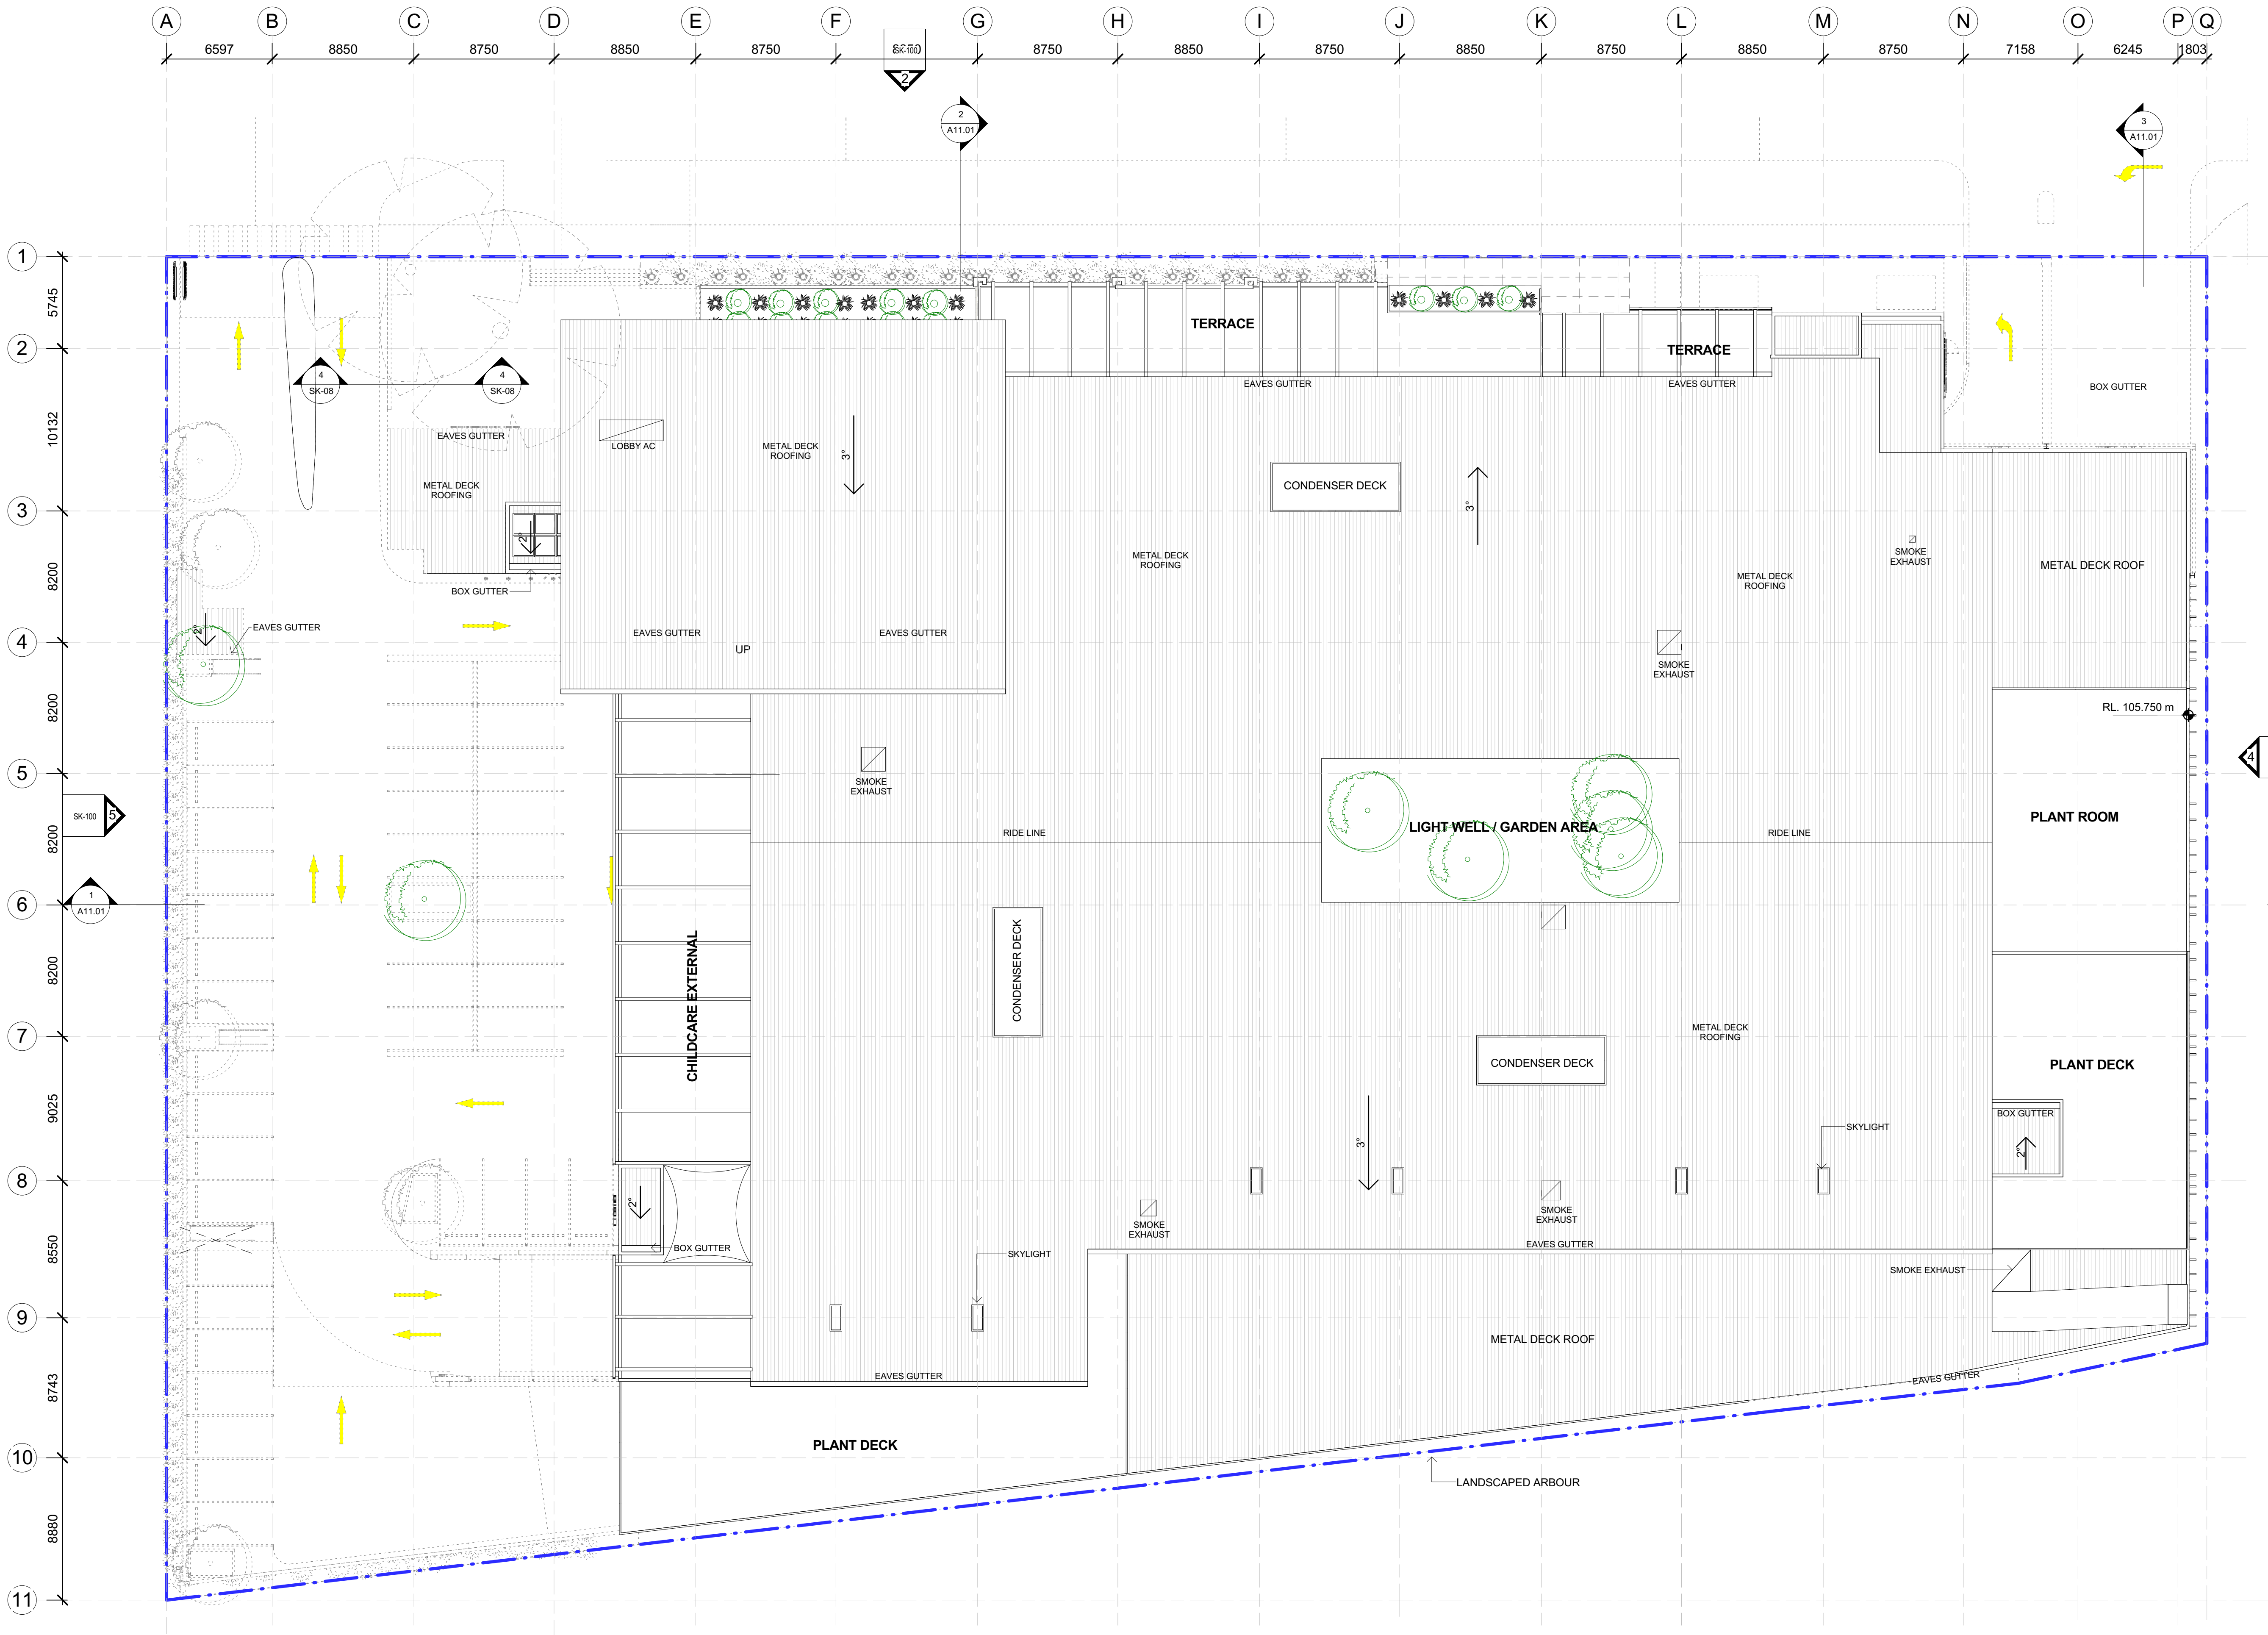 A B C D E F G H I J K L M N O P Q
6597 8850 8750 8850 8750 8750 8850 8750 8850 8750 8850 8750 7158 6245 1803
2
2
A11.01
3
A11.01
1
5745
2
10132
3
8200
4
8200
5
8200
6
8200
7
9025
8
8550
9
8743
10
8880
11
TERRACE
TERRACE
EAVES GUTTER
EAVES GUTTER
BOX GUTTER
4
SK-08
4
SK-08
EAVES GUTTER
LOBBY AC
METAL DECK
ROOFING
3°
METAL DECK
ROOFING
CONDENSER DECK
3°
2°
BOX GUTTER
METAL DECK
ROOFING
METAL DECK
ROOFING
SMOKE
EXHAUST
METAL DECK ROOF
2°
EAVES GUTTER
EAVES GUTTER
EAVES GUTTER
UP
SMOKE
EXHAUST
RL. 105.750 m
4
SMOKE
EXHAUST
SK-100
5
RIDE LINE
LIGHT WELL / GARDEN AREA
RIDE LINE
PLANT ROOM
1
A11.01
CHILDCARE EXTERNAL
CONDENSER DECK
METAL DECK
ROOFING
CONDENSER DECK
PLANT DECK
BOX GUTTER
2°
3°
SKYLIGHT
2°
BOX GUTTER
SMOKE
EXHAUST
SMOKE
EXHAUST
EAVES GUTTER
SKYLIGHT
SMOKE EXHAUST
METAL DECK ROOF
EAVES GUTTER
EAVES GUTTER
PLANT DECK
LANDSCAPED ARBOUR